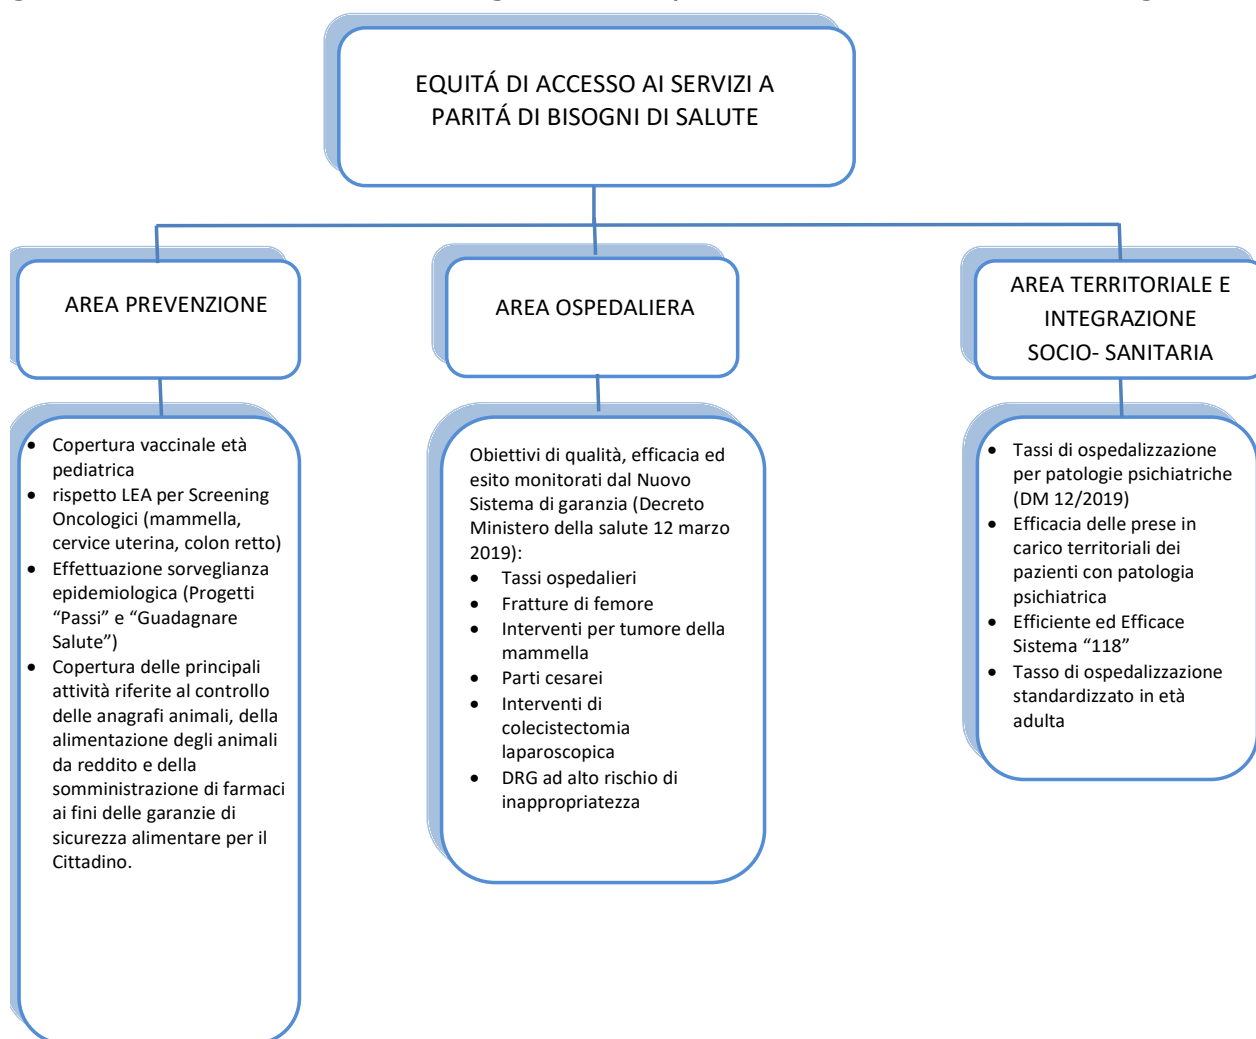 EQUITÁ DI ACCESSO AI SERVIZI A
PARITÁ DI BISOGNI DI SALUTE
AREA PREVENZIONE
AREA OSPEDALIERA
AREA TERRITORIALE E
INTEGRAZIONE
SOCIO- SANITARIA
• Copertura vaccinale età
pediatrica
• rispetto LEA per Screening
Oncologici (mammella,
cervice uterina, colon retto)
• Effettuazione sorveglianza
epidemiologica (Progetti
“Passi” e “Guadagnare
Salute”)
• Copertura delle principali
attività riferite al controllo
delle anagrafi animali, della
alimentazione degli animali
da reddito e della
somministrazione di farmaci
ai fini delle garanzie di
sicurezza alimentare per il
Cittadino.
Obiettivi di qualità, efficacia ed
esito monitorati dal Nuovo
Sistema di garanzia (Decreto
Ministero della salute 12 marzo
2019):
• Tassi ospedalieri
• Fratture di femore
• Interventi per tumore della
mammella
• Parti cesarei
• Interventi di
colecistectomia
laparoscopica
• DRG ad alto rischio di
inappropriatezza
• Tassi di ospedalizzazione
per patologie psichiatriche
(DM 12/2019)
• Efficacia delle prese in
carico territoriali dei
pazienti con patologia
psichiatrica
• Efficiente ed Efficace
Sistema “118”
• Tasso di ospedalizzazione
standardizzato in età
adulta